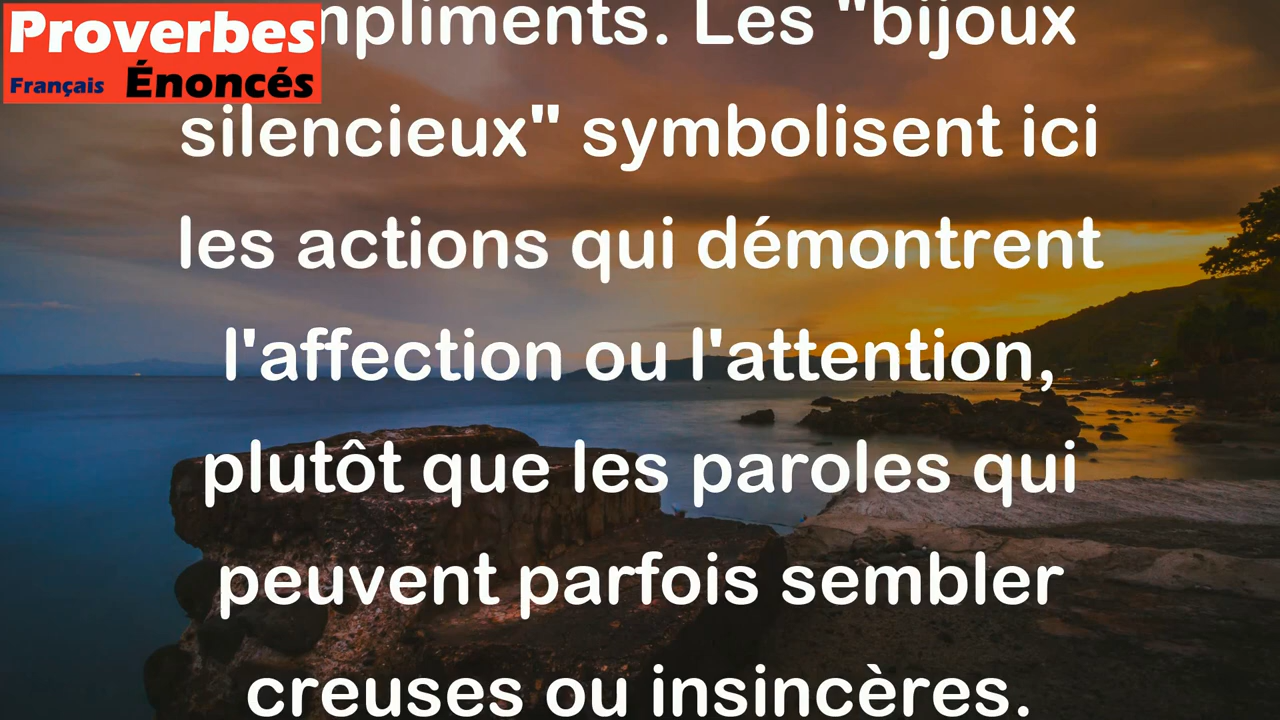 Proverbes
Français Énoncés
mpliments. Les "bijoux
silencieux" symbolisent ici
les actions qui démontrent
l'affection ou l'attention,
plutôt que les paroles qui
peuvent parfois sembler
creuses ou insincères.